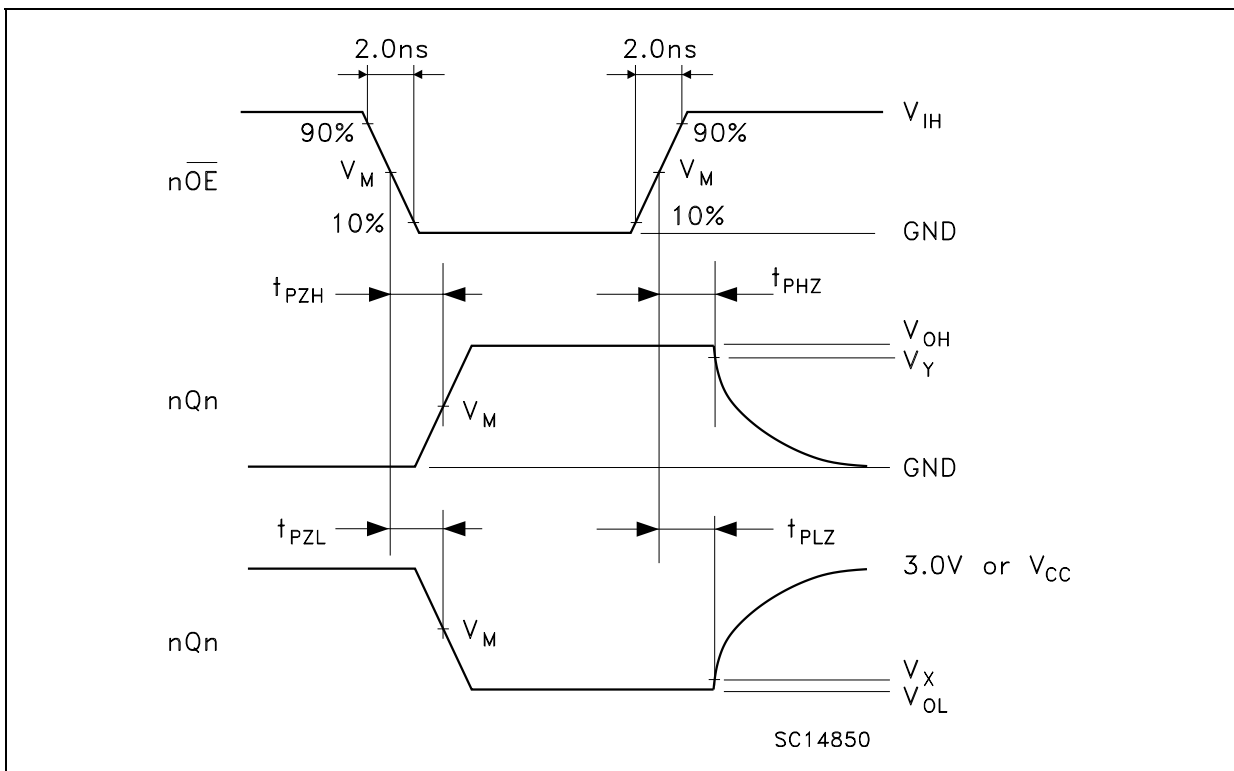 2.0ns 2.0ns
V_IH
90% 90%
nO̅E̅ V_M V_M
10% 10%
GND
t_PZH t_PHZ
V_OH
V_Y
nQn V_M
GND
t_PZL t_PLZ
3.0V or V_CC
nQn V_M
V_X
V_OL
SC14850